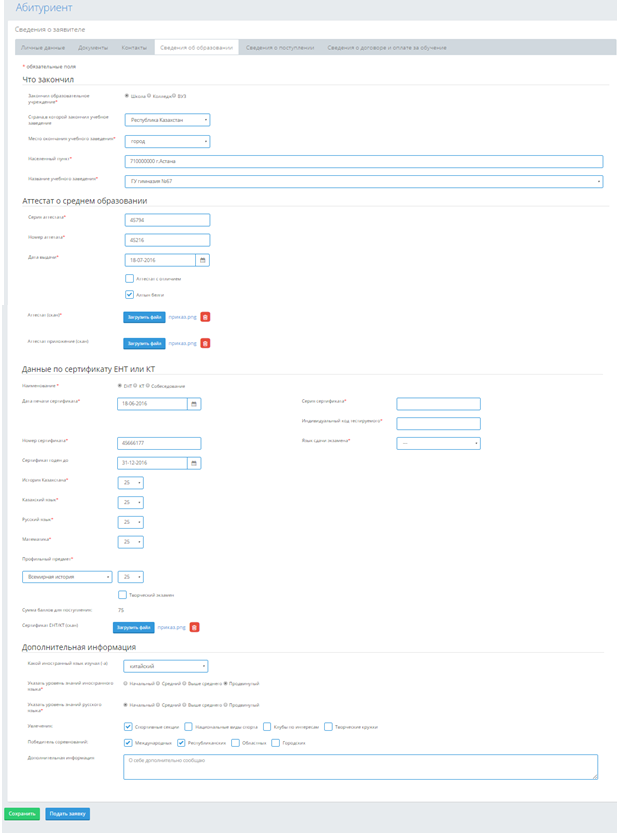 Абитуриент
Сведения о заявителе
Личные данные Документы Контакты Сведения об образовании Сведения о поступлении Сведения о договоре и оплате за обучение
* обязательные поля
Что закончил
Закончил образовательное учреждение* Школа Колледж ВУЗ
Страна в которой закончил учебное заведение Республика Казахстан
Место окончания учебного заведения* город
Населенный пункт* 710000000 г.Астана
Название учебного заведения* ГУ гимназия №67
Аттестат о среднем образовании
Серия аттестата* 45794
Номер аттестата* 45216
Дата выдачи* 18-07-2016
Аттестат с отличием
Алтын белги
Аттестат (скан)* Загрузить файл приказ.png
Аттестат приложение (скан) Загрузить файл приказ.png
Данные по сертификату ЕНТ или КТ
Наименование * ЕНТ КТ Собеседование
Дата печати сертификата* 18-06-2016 Серия сертификата*
Индивидуальный код тестируемого*
Номер сертификата* 45666177 Язык сдачи экзамена* ---
Сертификат годен до 31-12-2016
История Казахстана* 25
Казахский язык* 25
Русский язык* 25
Математика* 25
Профильный предмет*
Всемирная история 25
Творческий экзамен
Сумма баллов для поступления: 75
Сертификат ЕНТ/КТ (скан) Загрузить файл приказ.png
Дополнительная информация
Какой иностранный язык изучал(-а) китайский
Указать уровень знаний иностранного языка* Начальный Средний Выше среднего Продвинутый
Указать уровень знаний русского языка* Начальный Средний Выше среднего Продвинутый
Увлечения: Спортивные секции Национальные виды спорта Клубы по интересам Творческие кружки
Победитель соревнований: Международных Республиканских Областных Городских
Дополнительная информация О себе дополнительно сообщаю
Сохранить Подать заявку